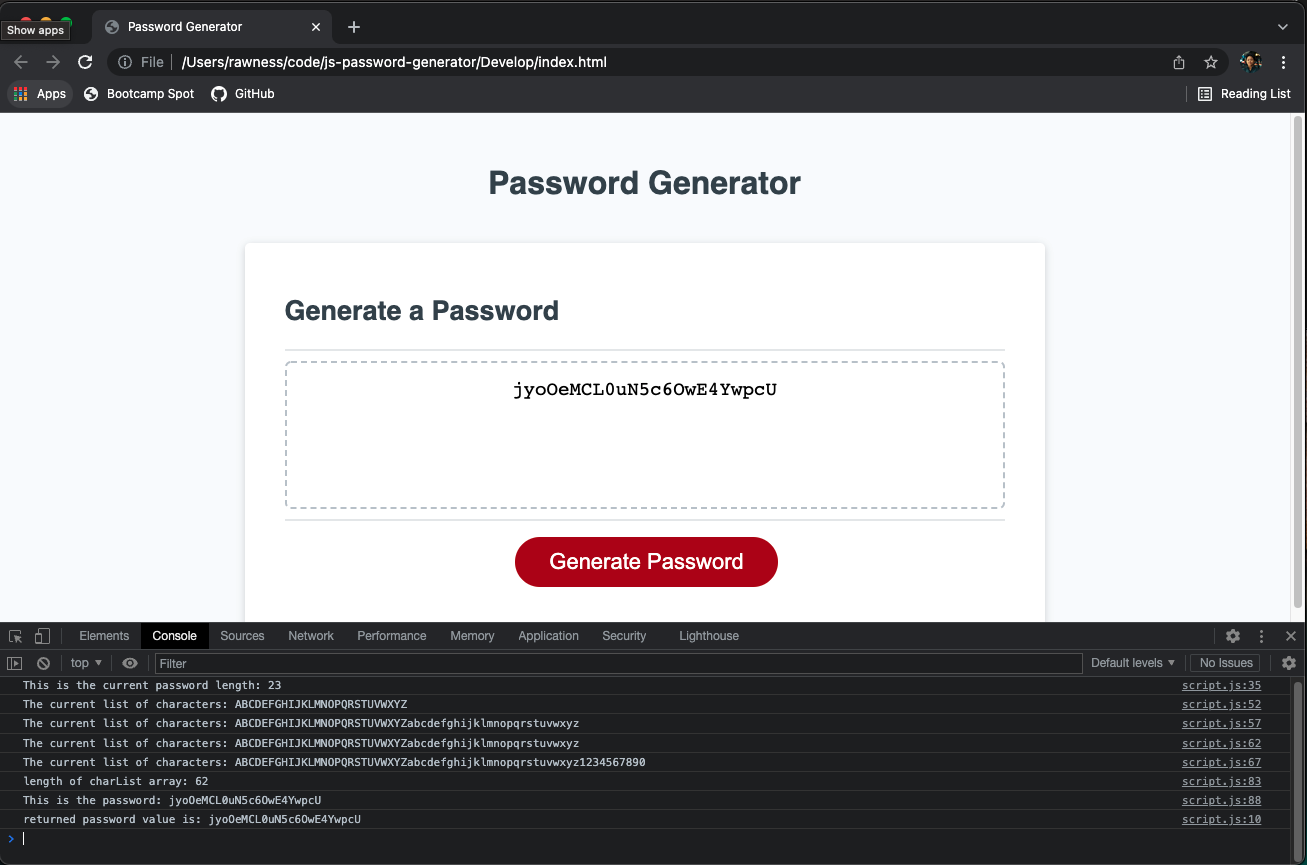 Show apps
Password Generator
File
/Users/rawness/code/js-password-generator/Develop/index.html
Apps
Bootcamp Spot
GitHub
Reading List
Password Generator
Generate a Password
jyoOeMCL0uN5c6OwE4YwpcU
Generate Password
Elements Console Sources Network Performance Memory Application Security Lighthouse
top Filter Default levels No Issues
This is the current password length: 23 script.js:35
The current list of characters: ABCDEFGHIJKLMNOPQRSTUVWXYZ script.js:52
The current list of characters: ABCDEFGHIJKLMNOPQRSTUVWXYZabcdefghijklmnopqrstuvwxyz script.js:57
The current list of characters: ABCDEFGHIJKLMNOPQRSTUVWXYZabcdefghijklmnopqrstuvwxyz script.js:62
The current list of characters: ABCDEFGHIJKLMNOPQRSTUVWXYZabcdefghijklmnopqrstuvwxyz1234567890 script.js:67
length of charList array: 62 script.js:83
This is the password: jyoOeMCL0uN5c6OwE4YwpcU script.js:88
returned password value is: jyoOeMCL0uN5c6OwE4YwpcU script.js:10